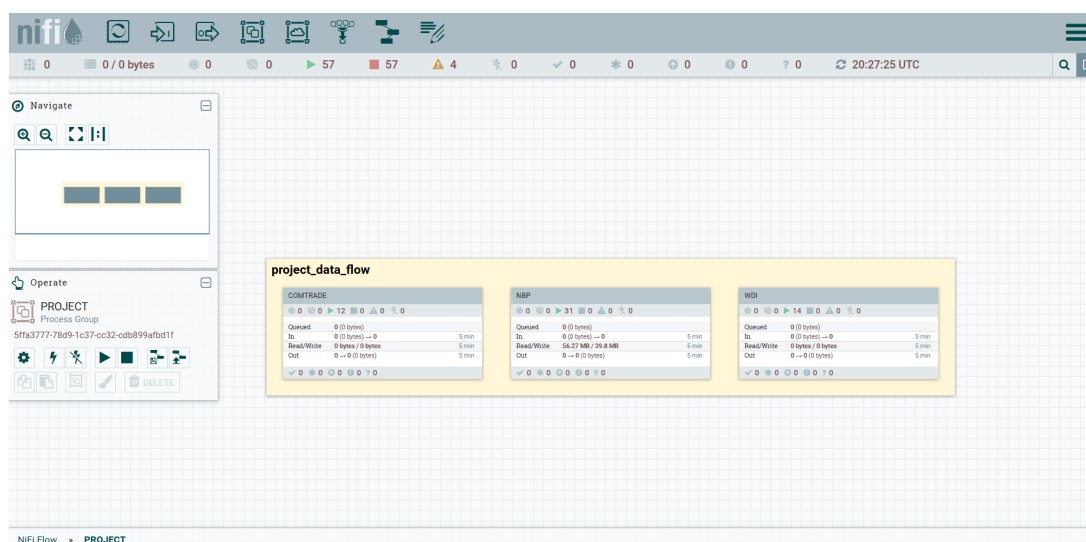 nifi
0 0 / 0 bytes 0 0 57 57 4 0 0 0 0 0 ? 0 20:27:25 UTC
Navigate
Operate
PROJECT
Process Group
5ffa3777-78d9-1c37-cc32-cdb899afbd1f
DELETE
project_data_flow
COMTRADE
0 0 12 0 0 0
Queued 0 (0 bytes)
In 0 (0 bytes) → 0 5 min
Read/Write 0 bytes / 0 bytes 5 min
Out 0 → 0 (0 bytes) 5 min
0 0 0 0 ? 0
NBP
0 0 31 0 0 0
Queued 0 (0 bytes)
In 0 (0 bytes) → 0 5 min
Read/Write 56.27 MB / 39.8 MB 5 min
Out 0 → 0 (0 bytes) 5 min
0 0 0 0 ? 0
WDI
0 0 14 0 0 0
Queued 0 (0 bytes)
In 0 (0 bytes) → 0 5 min
Read/Write 0 bytes / 0 bytes 5 min
Out 0 → 0 (0 bytes) 5 min
0 0 0 0 ? 0
NiFi Flow » PROJECT